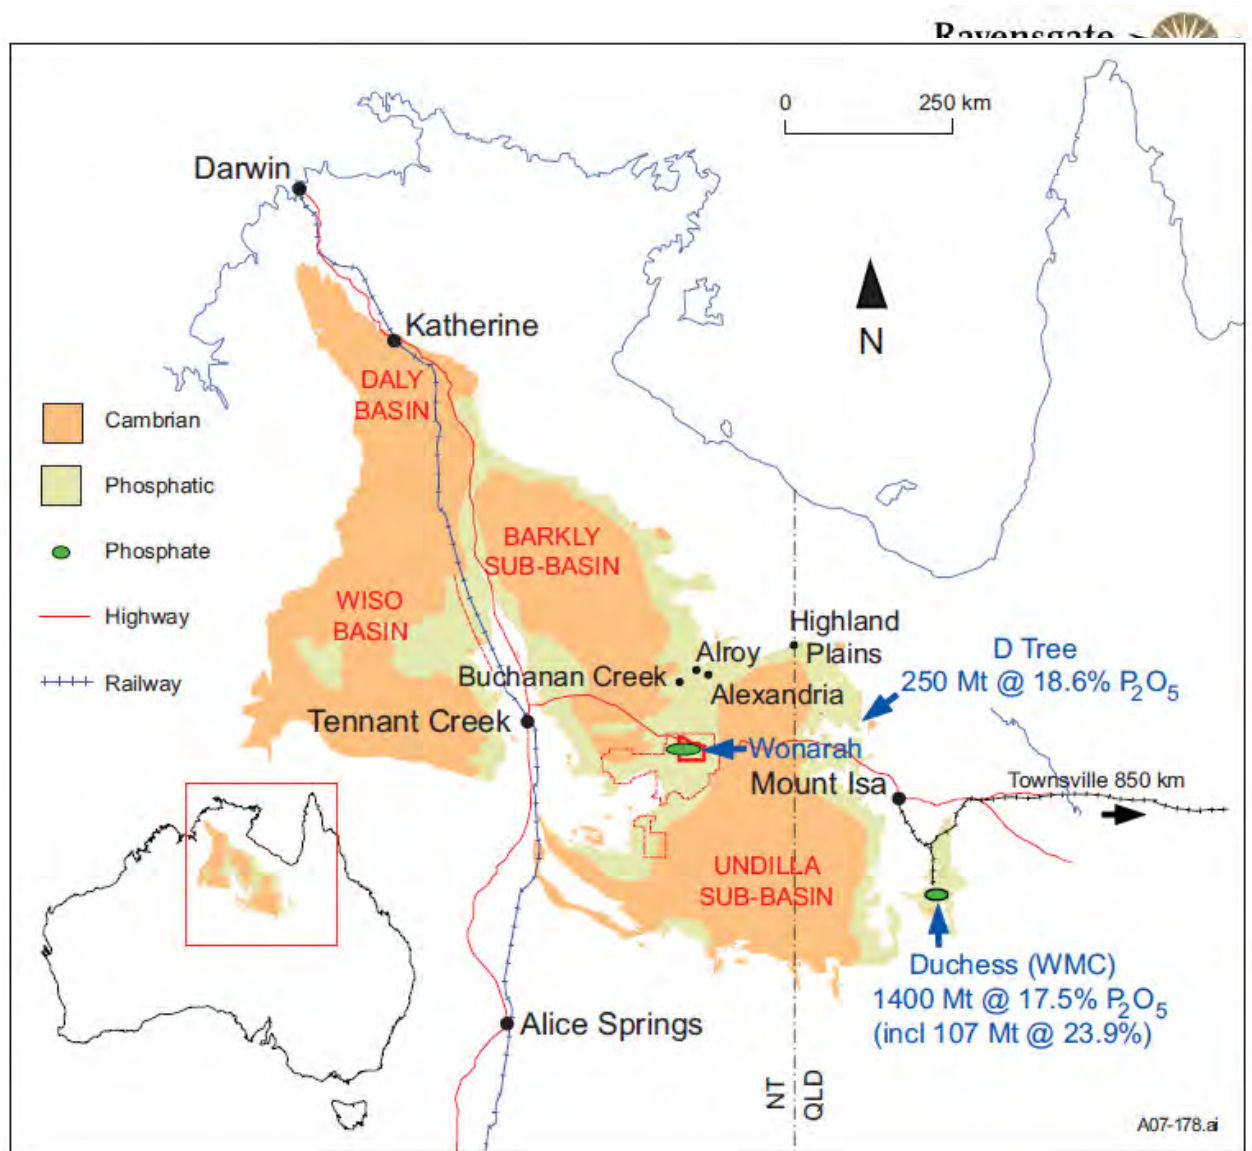 Ravensgate
0 250 km
Darwin
N
Katherine
DALY
BASIN
Cambrian
Phosphatic
Phosphate
Highway
Railway
BARKLY
SUB-BASIN
WISO
BASIN
Highland
Plains
Alroy
Buchanan Creek
Alexandria
D Tree
250 Mt @ 18.6% P₂O₅
Tennant Creek
Wonarah
Mount Isa
Townsville 850 km
UNDILLA
SUB-BASIN
Duchess (WMC)
1400 Mt @ 17.5% P₂O₅
(incl 107 Mt @ 23.9%)
Alice Springs
NT
QLD
A07-178.ai